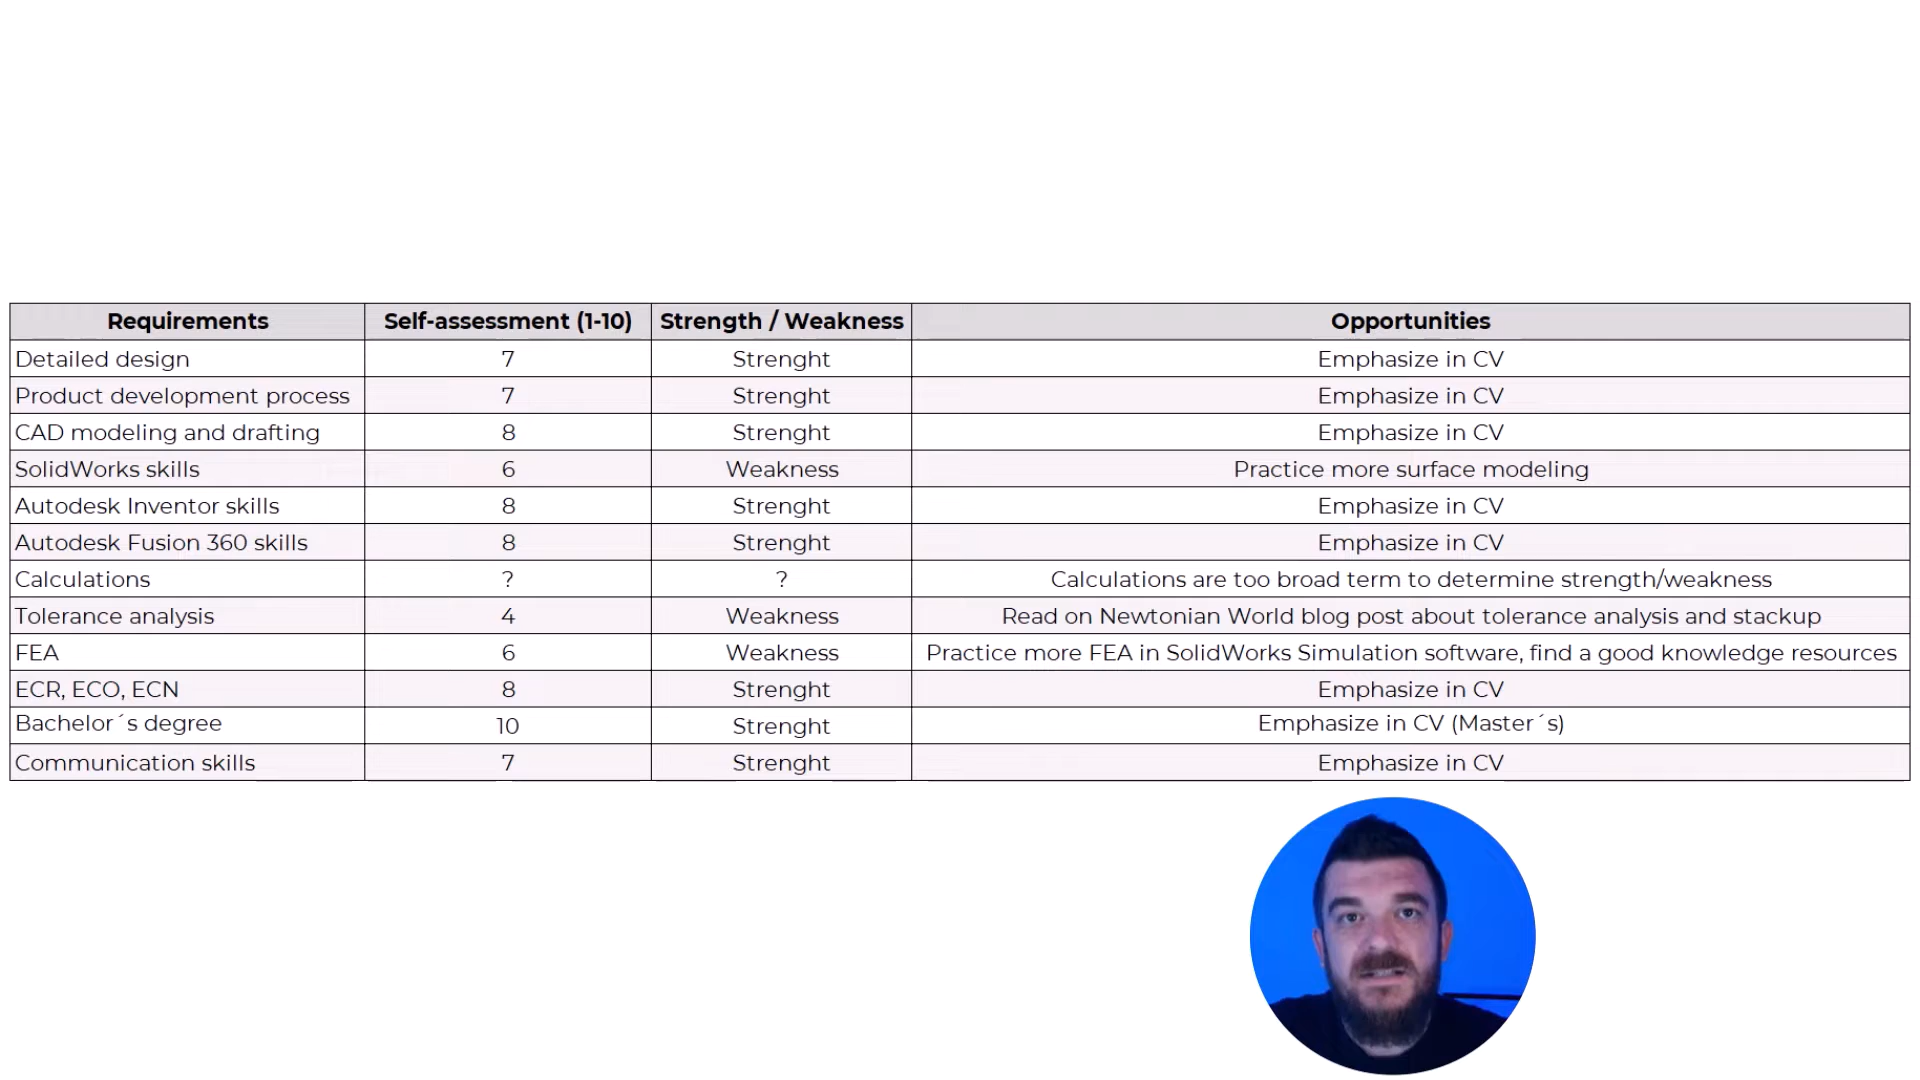 Requirements Self-assessment (1-10) Strength / Weakness Opportunities
Detailed design 7 Strenght Emphasize in CV
Product development process 7 Strenght Emphasize in CV
CAD modeling and drafting 8 Strenght Emphasize in CV
SolidWorks skills 6 Weakness Practice more surface modeling
Autodesk Inventor skills 8 Strenght Emphasize in CV
Autodesk Fusion 360 skills 8 Strenght Emphasize in CV
Calculations ? ? Calculations are too broad term to determine strength/weakness
Tolerance analysis 4 Weakness Read on Newtonian World blog post about tolerance analysis and stackup
FEA 6 Weakness Practice more FEA in SolidWorks Simulation software, find a good knowledge resources
ECR, ECO, ECN 8 Strenght Emphasize in CV
Bachelor´s degree 10 Strenght Emphasize in CV (Master´s)
Communication skills 7 Strenght Emphasize in CV